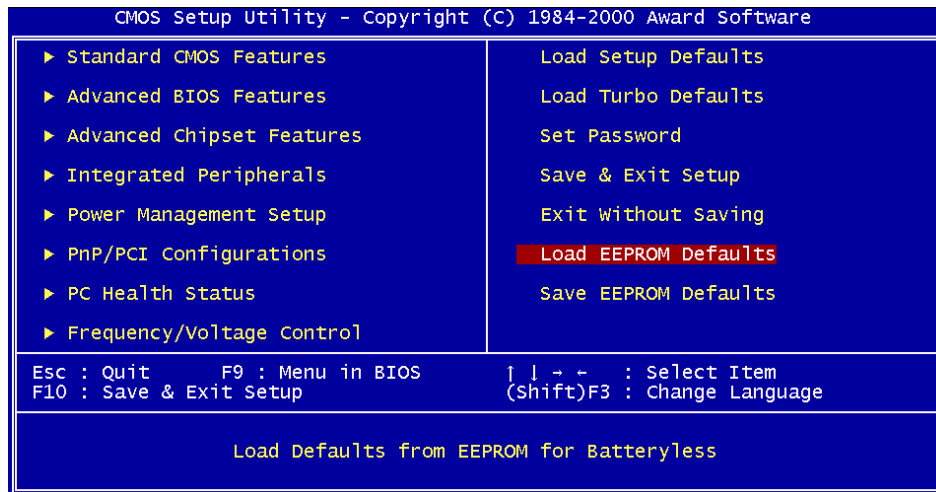 CMOS Setup Utility - Copyright (C) 1984-2000 Award Software
▶ Standard CMOS Features
▶ Advanced BIOS Features
▶ Advanced Chipset Features
▶ Integrated Peripherals
▶ Power Management Setup
▶ PnP/PCI Configurations
▶ PC Health Status
▶ Frequency/Voltage Control
Load Setup Defaults
Load Turbo Defaults
Set Password
Save & Exit Setup
Exit Without Saving
Load EEPROM Defaults
Save EEPROM Defaults
Esc : Quit F9 : Menu in BIOS ↑ ↓ → ← : Select Item
F10 : Save & Exit Setup (Shift)F3 : Change Language
Load Defaults from EEPROM for Batteryless